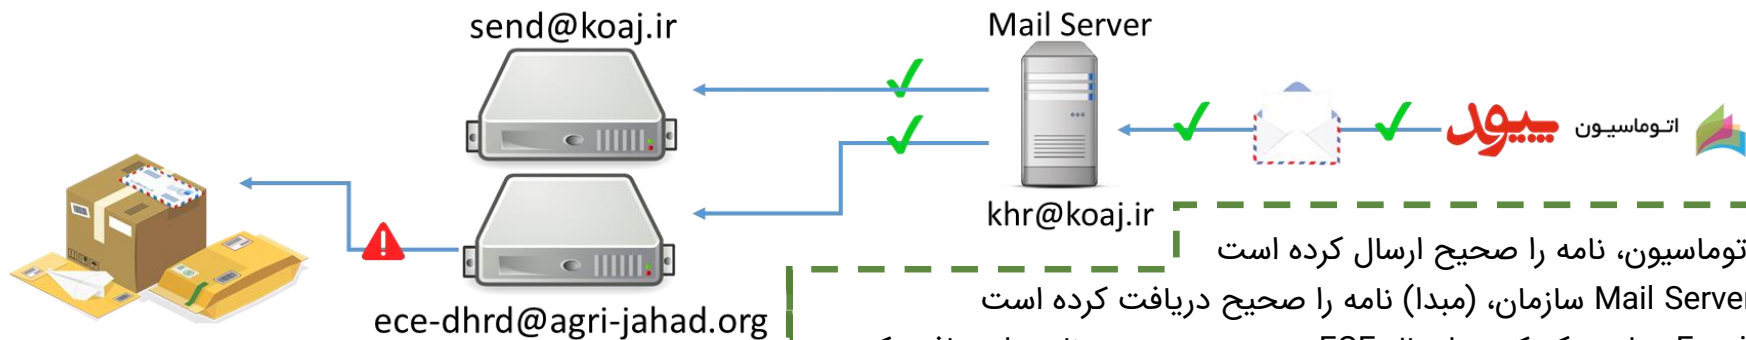 send@koaj.ir
Mail Server
اتوماسیون پیوند
khr@koaj.ir
ece-dhrd@agri-jahad.org
توماسیون، نامه را صحیح ارسال کرده است
Mail Server سازمان، (مبدا) نامه را صحیح دریافت کرده است